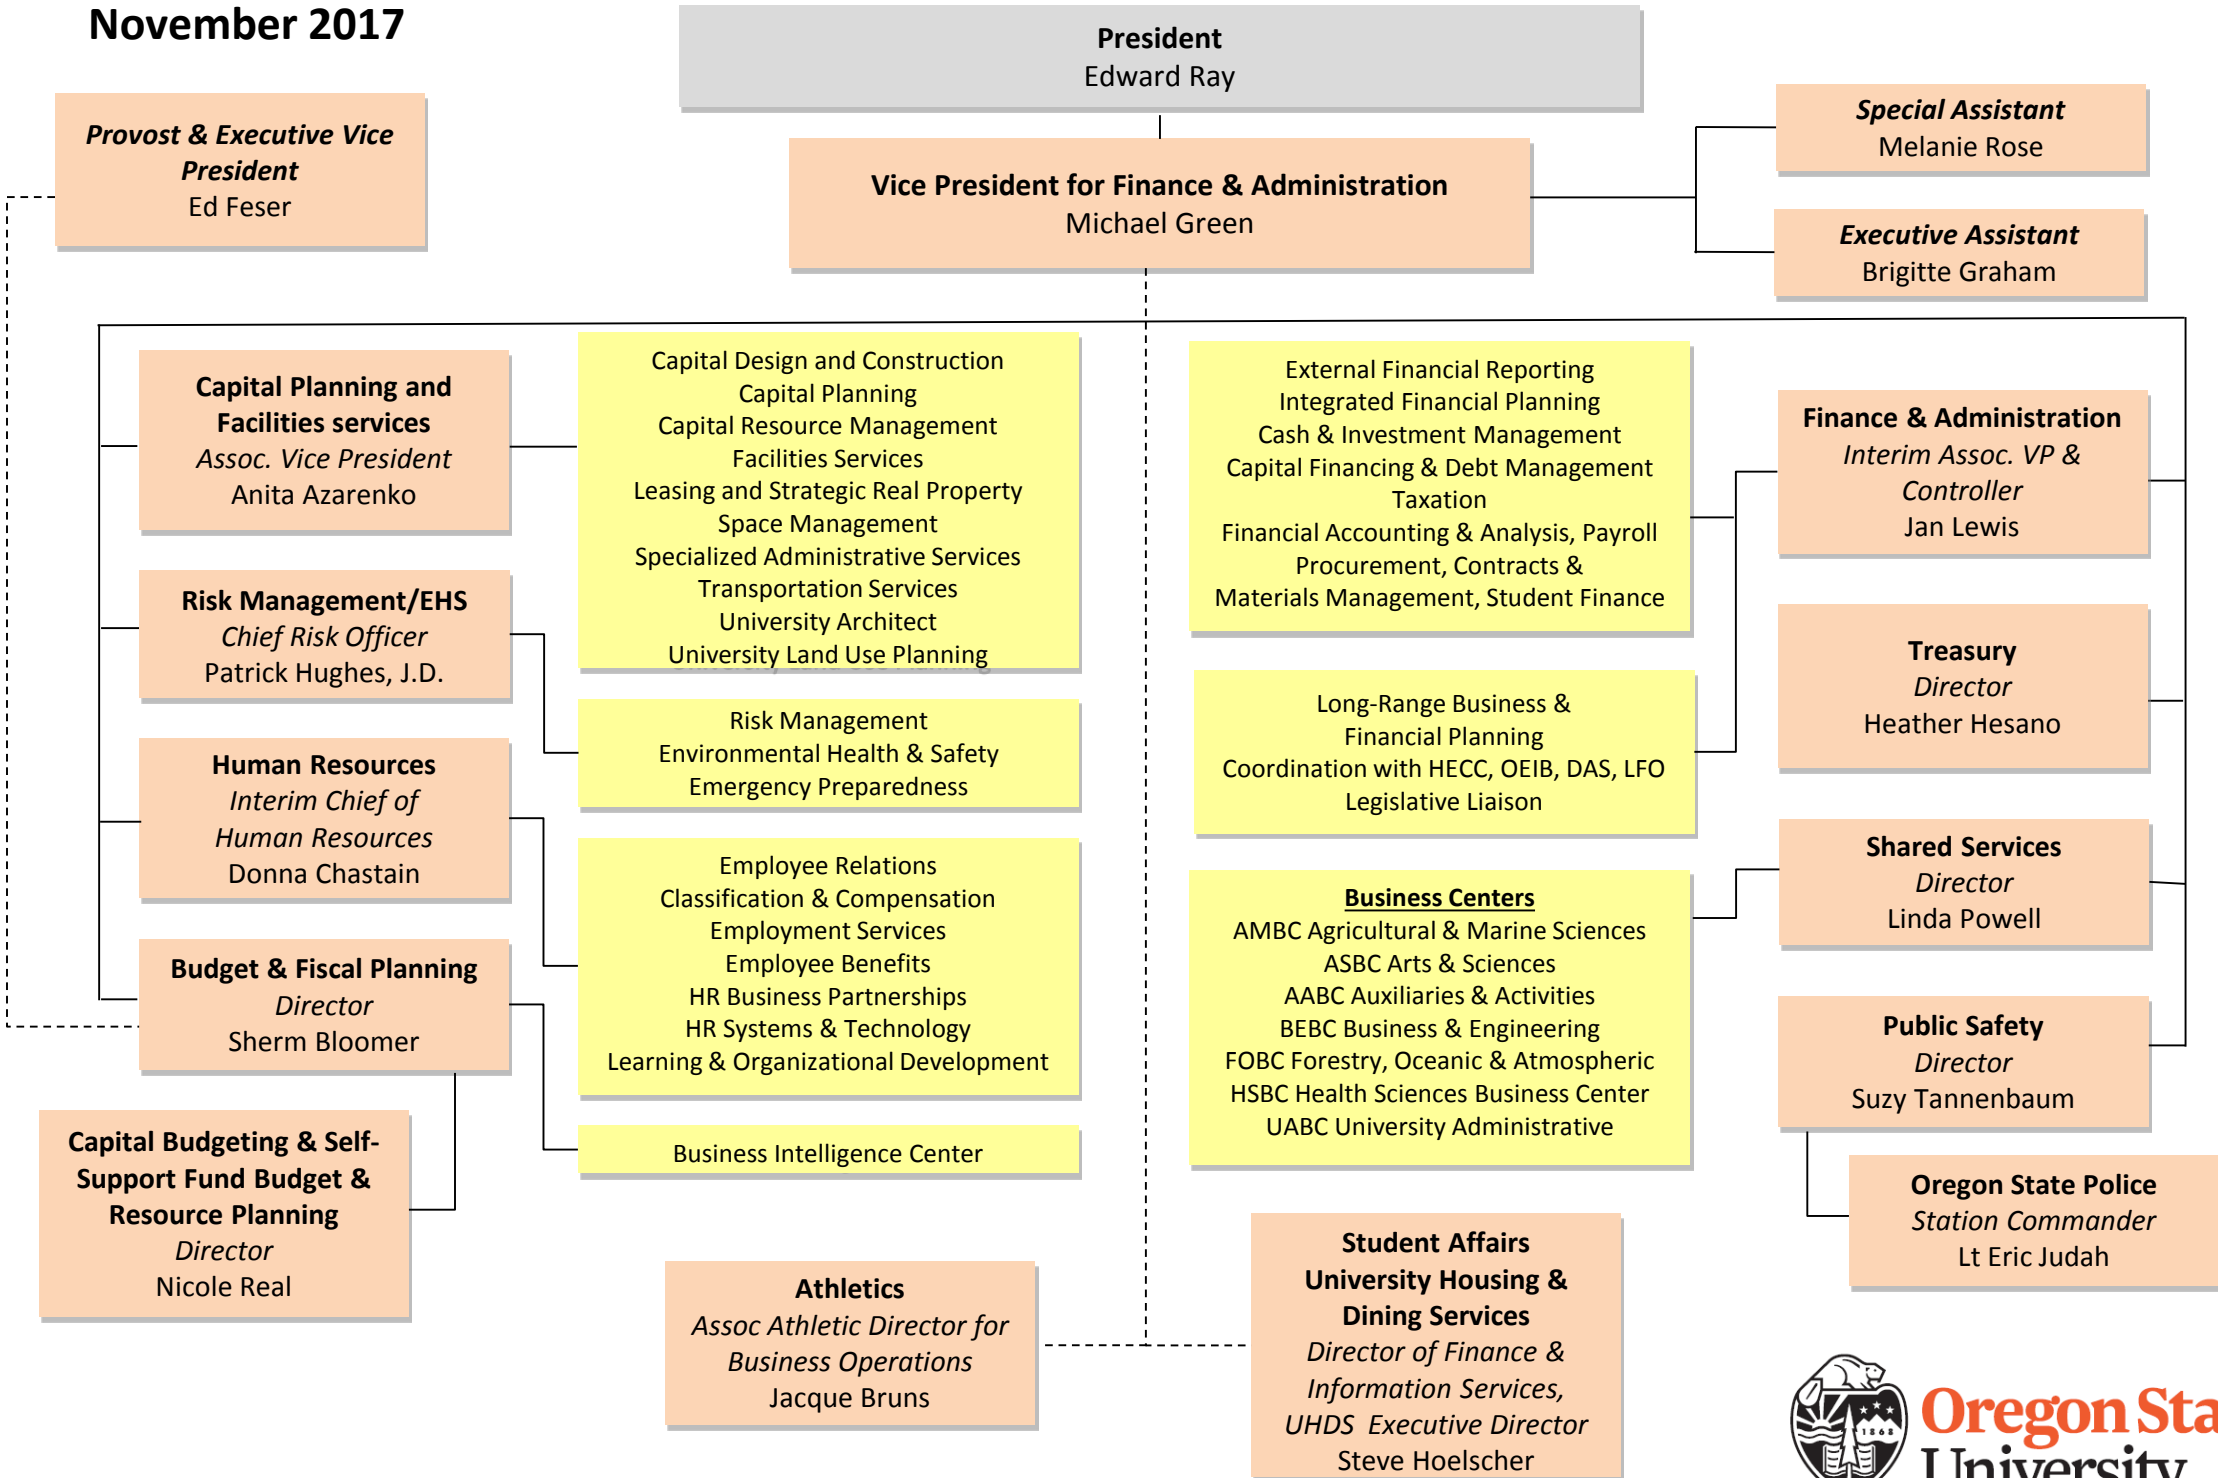 November 2017
President
Edward Ray
Provost & Executive Vice
President
Ed Feser
Vice President for Finance & Administration
Michael Green
Special Assistant
Melanie Rose
Executive Assistant
Brigitte Graham
Capital Planning and
Facilities services
Assoc. Vice President
Anita Azarenko
Capital Design and Construction
Capital Planning
Capital Resource Management
Facilities Services
Leasing and Strategic Real Property
Space Management
Specialized Administrative Services
Transportation Services
University Architect
University Land Use Planning
Risk Management/EHS
Chief Risk Officer
Patrick Hughes, J.D.
Risk Management
Environmental Health & Safety
Emergency Preparedness
Human Resources
Interim Chief of
Human Resources
Donna Chastain
Employee Relations
Classification & Compensation
Employment Services
Employee Benefits
HR Business Partnerships
HR Systems & Technology
Learning & Organizational Development
Budget & Fiscal Planning
Director
Sherm Bloomer
Business Intelligence Center
Capital Budgeting & Self-
Support Fund Budget &
Resource Planning
Director
Nicole Real
External Financial Reporting
Integrated Financial Planning
Cash & Investment Management
Capital Financing & Debt Management
Taxation
Financial Accounting & Analysis, Payroll
Procurement, Contracts &
Materials Management, Student Finance
Finance & Administration
Interim Assoc. VP &
Controller
Jan Lewis
Long-Range Business &
Financial Planning
Coordination with HECC, OEIB, DAS, LFO
Legislative Liaison
Treasury
Director
Heather Hesano
Business Centers
AMBC Agricultural & Marine Sciences
ASBC Arts & Sciences
AABC Auxiliaries & Activities
BEBC Business & Engineering
FOBC Forestry, Oceanic & Atmospheric
HSBC Health Sciences Business Center
UABC University Administrative
Shared Services
Director
Linda Powell
Public Safety
Director
Suzy Tannenbaum
Oregon State Police
Station Commander
Lt Eric Judah
Athletics
Assoc Athletic Director for
Business Operations
Jacque Bruns
Student Affairs
University Housing &
Dining Services
Director of Finance &
Information Services,
UHDS Executive Director
Steve Hoelscher
1868
Oregon Sta
University